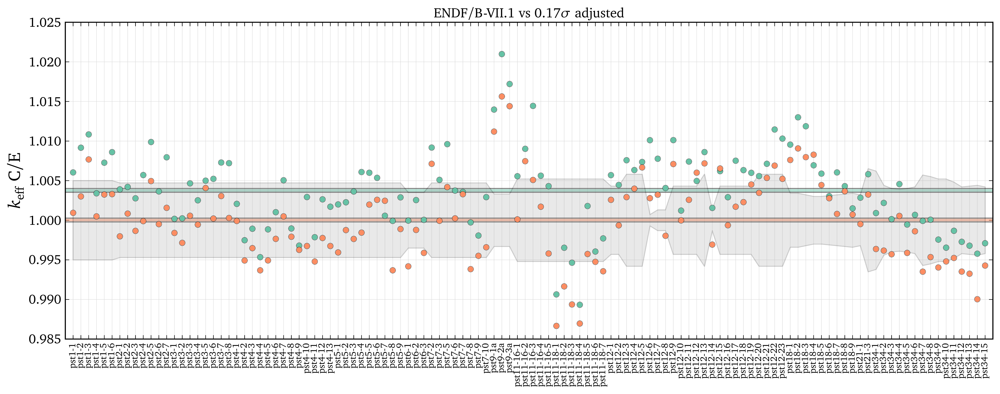 ENDF/B-VII.1 vs 0.17σ adjusted
1.025
1.020
1.015
1.010
1.005
1.000
0.995
0.990
0.985
k_eff C/E
pst1-1
pst1-2
pst1-3
pst1-4
pst1-5
pst1-6
pst2-1
pst2-2
pst2-3
pst2-4
pst2-5
pst2-6
pst2-7
pst3-1
pst3-2
pst3-3
pst3-4
pst3-5
pst3-6
pst3-7
pst3-8
pst4-1
pst4-2
pst4-3
pst4-4
pst4-5
pst4-6
pst4-7
pst4-8
pst4-9
pst4-10
pst4-11
pst4-12
pst4-13
pst5-1
pst5-2
pst5-3
pst5-4
pst5-5
pst5-6
pst5-7
pst5-8
pst5-9
pst6-1
pst6-2
pst6-3
pst7-2
pst7-3
pst7-5
pst7-6
pst7-7
pst7-8
pst7-9
pst7-10
pst9-1a
pst9-2a
pst9-3a
pst11-16-1
pst11-16-2
pst11-16-3
pst11-16-4
pst11-16-5
pst11-18-1
pst11-18-2
pst11-18-3
pst11-18-4
pst11-18-5
pst11-18-6
pst11-18-7
pst12-1
pst12-2
pst12-3
pst12-4
pst12-5
pst12-6
pst12-7
pst12-8
pst12-9
pst12-10
pst12-11
pst12-12
pst12-13
pst12-14
pst12-15
pst12-16
pst12-17
pst12-18
pst12-19
pst12-20
pst12-21
pst12-22
pst12-23
pst18-1
pst18-2
pst18-3
pst18-4
pst18-5
pst18-6
pst18-7
pst18-8
pst18-9
pst21-1
pst21-3
pst34-1
pst34-2
pst34-3
pst34-4
pst34-5
pst34-6
pst34-7
pst34-8
pst34-9
pst34-10
pst34-11
pst34-12
pst34-13
pst34-14
pst34-15